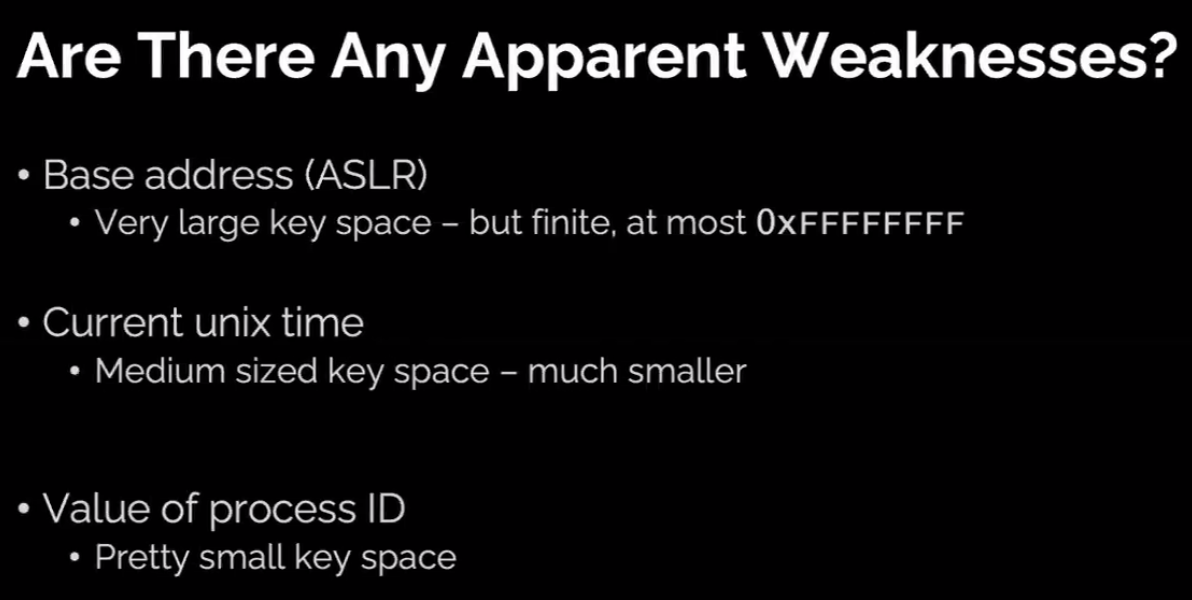 Are There Any Apparent Weaknesses?
• Base address (ASLR)
• Very large key space – but finite, at most 0xFFFFFFFF
• Current unix time
• Medium sized key space – much smaller
• Value of process ID
• Pretty small key space